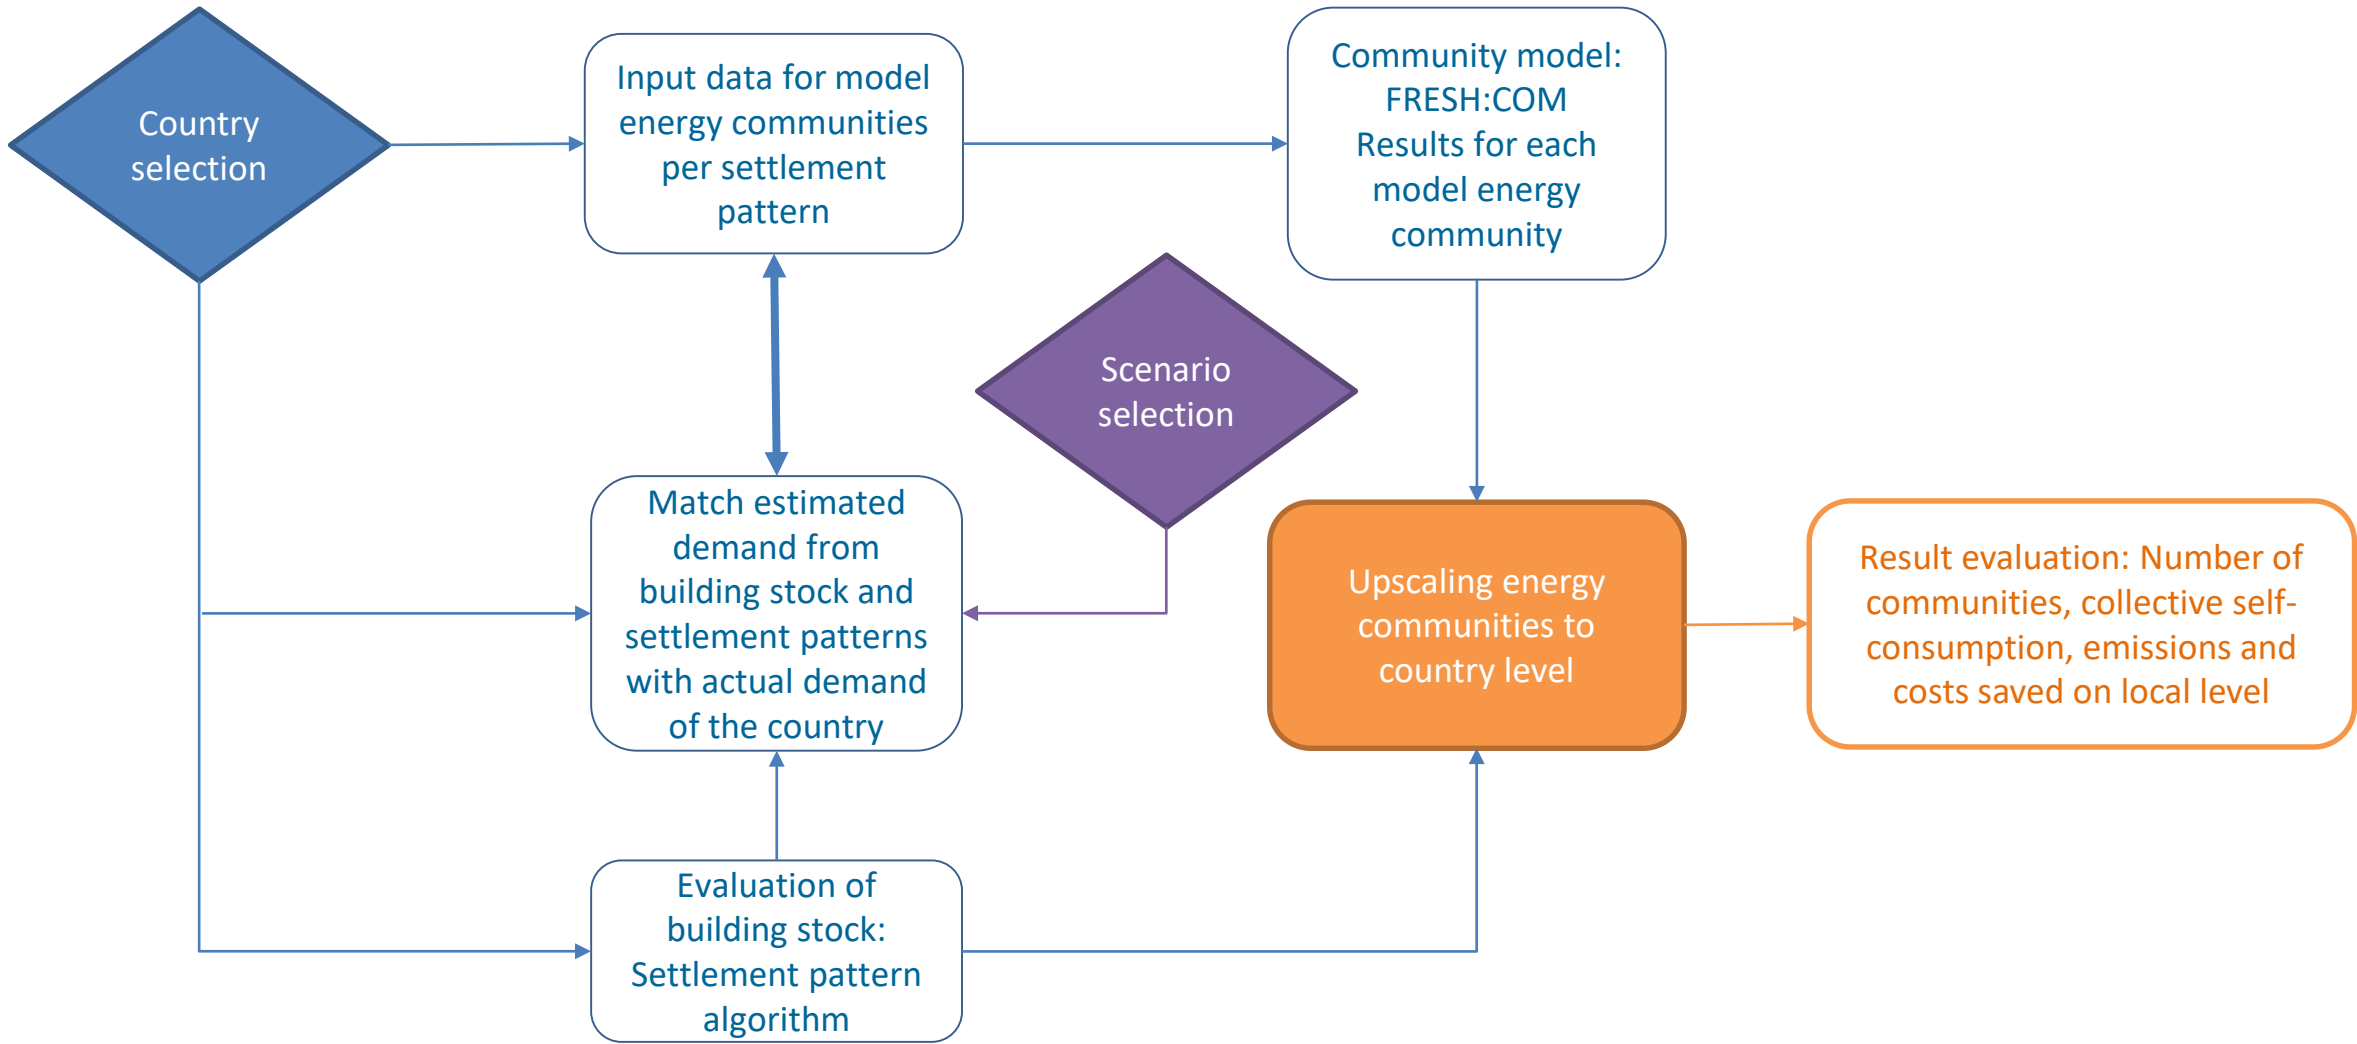 Country
selection
Input data for model
energy communities
per settlement
pattern
Community model:
FRESH:COM
Results for each
model energy
community
Scenario
selection
Match estimated
demand from
building stock and
settlement patterns
with actual demand
of the country
Upscaling energy
communities to
country level
Result evaluation: Number of
communities, collective self-
consumption, emissions and
costs saved on local level
Evaluation of
building stock:
Settlement pattern
algorithm